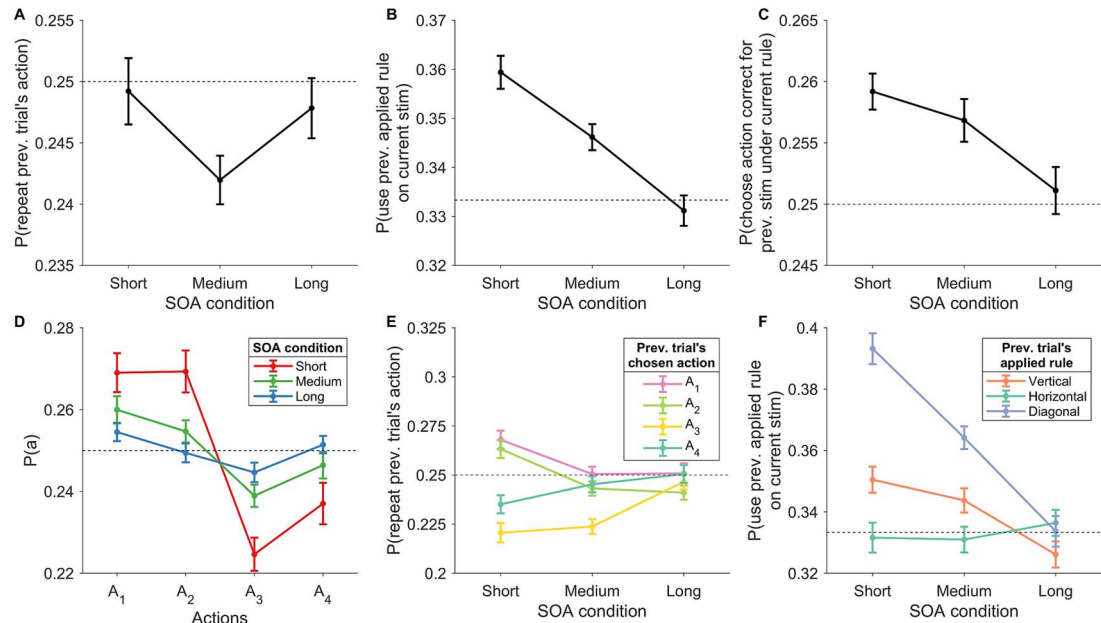 A
P(repeat prev. trial's action)
0.255
0.25
0.245
0.24
0.235
Short Medium Long
SOA condition
B
P(use prev. applied rule
on current stim)
0.37
0.36
0.35
0.34
0.33
0.32
Short Medium Long
SOA condition
C
P(choose action correct for
prev. stim under current rule)
0.265
0.26
0.255
0.25
0.245
Short Medium Long
SOA condition
D
P(a)
0.28
0.26
0.24
0.22
A1 A2 A3 A4
Actions
SOA condition
Short
Medium
Long
E
P(repeat prev. trial's action)
0.325
0.3
0.275
0.25
0.225
0.2
Short Medium Long
SOA condition
Prev. trial's
chosen action
A1
A2
A3
A4
F
P(use prev. applied rule
on current stim)
0.4
0.38
0.36
0.34
0.32
Short Medium Long
SOA condition
Prev. trial's
applied rule
Vertical
Horizontal
Diagonal